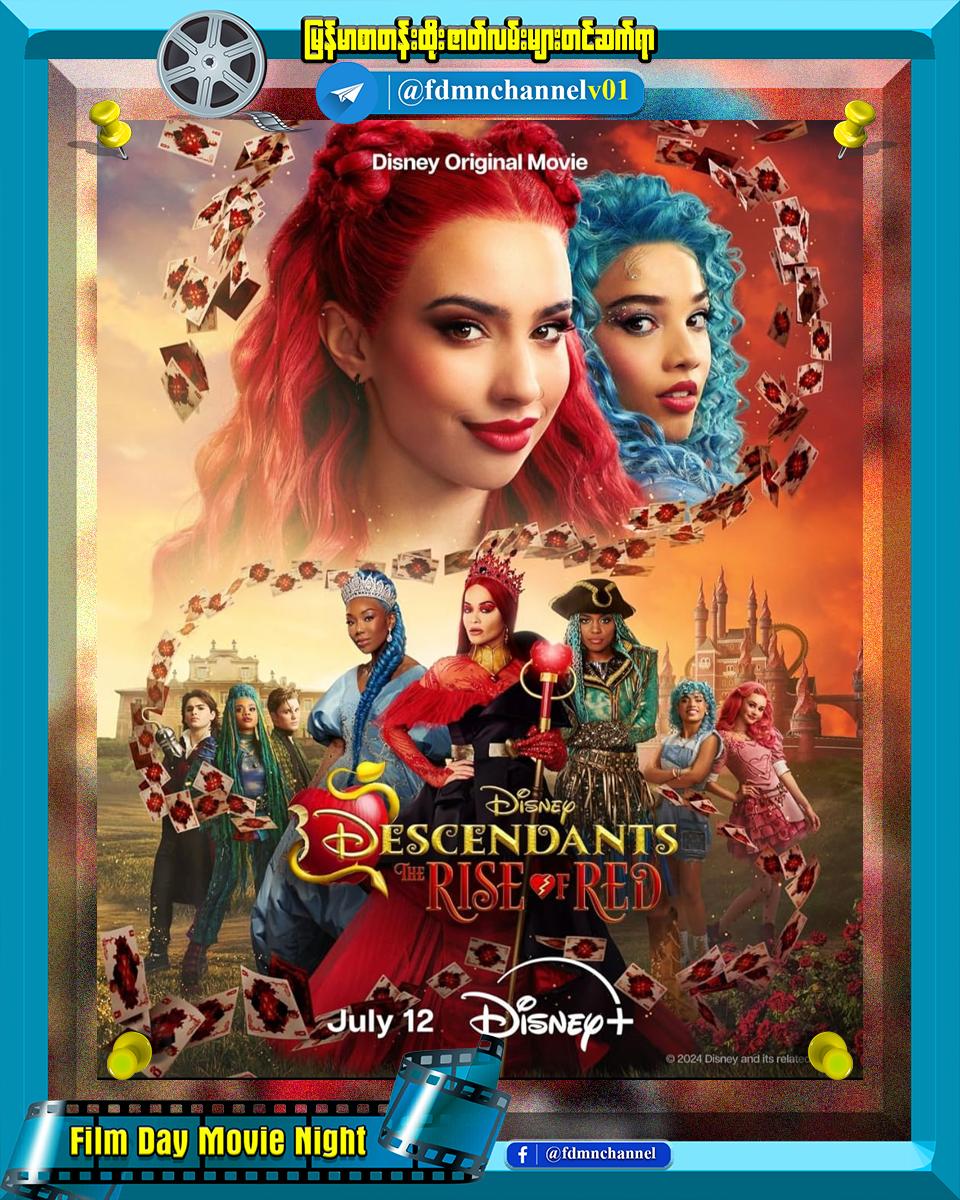 မြန်မာစာတန်းထိုးဇာတ်လမ်းများတင်ဆက်ရာ
@fdmnchannelv01
Disney Original Movie
Disney
DESCENDANTS
THE RISE OF RED
July 12 Disney+
© 2024 Disney and its related
Film Day Movie Night
f @fdmnchannel